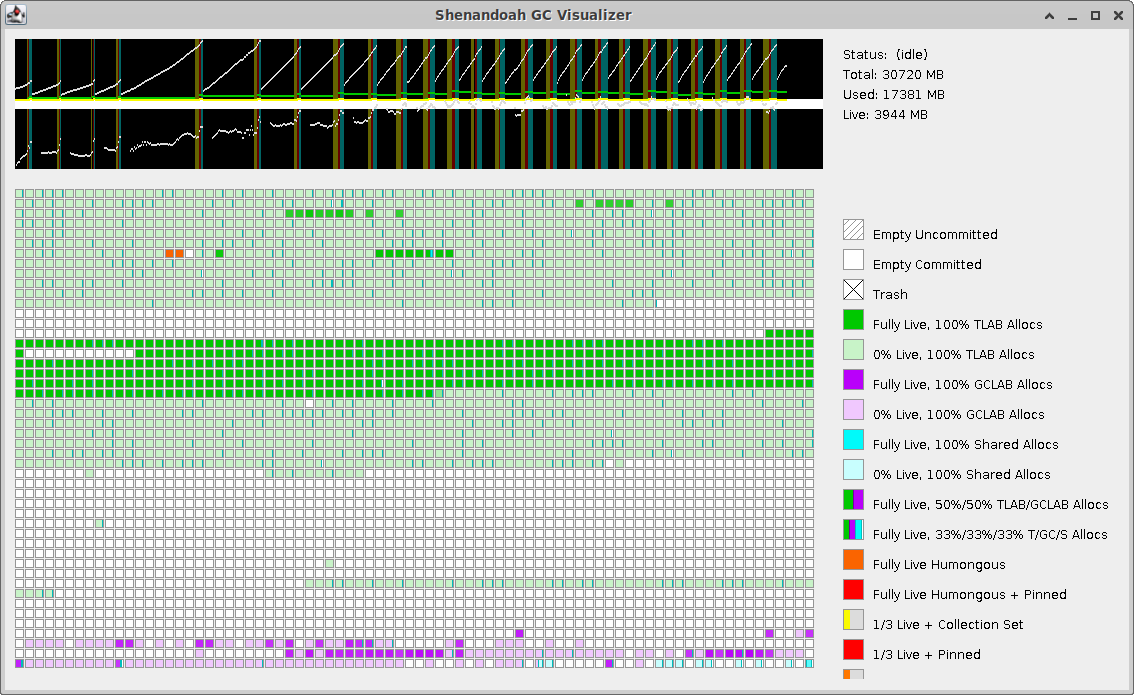 Shenandoah GC Visualizer
Status: (idle)
Total: 30720 MB
Used: 17381 MB
Live: 3944 MB
Empty Uncommitted
Empty Committed
Trash
Fully Live, 100% TLAB Allocs
0% Live, 100% TLAB Allocs
Fully Live, 100% GCLAB Allocs
0% Live, 100% GCLAB Allocs
Fully Live, 100% Shared Allocs
0% Live, 100% Shared Allocs
Fully Live, 50%/50% TLAB/GCLAB Allocs
Fully Live, 33%/33%/33% T/GC/S Allocs
Fully Live Humongous
Fully Live Humongous + Pinned
1/3 Live + Collection Set
1/3 Live + Pinned